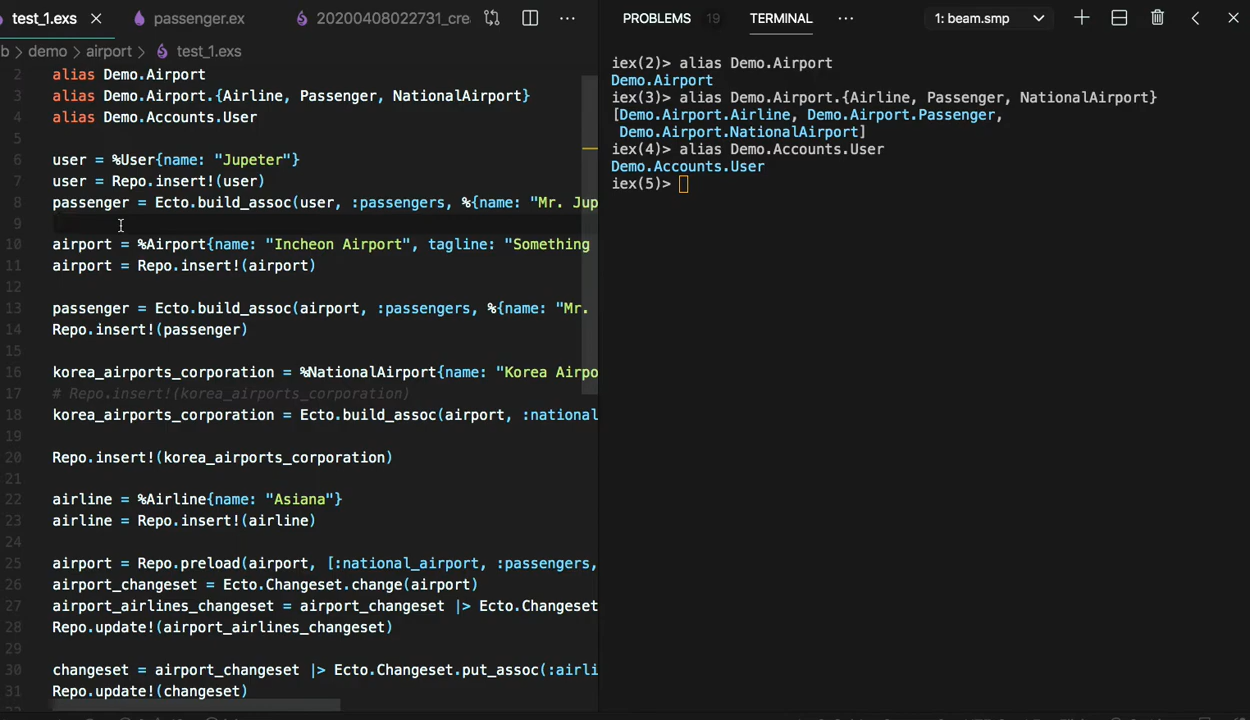 test_1.exs
passenger.ex
20200408022731_cre
PROBLEMS 19 TERMINAL 1: beam.smp
b > demo > airport > test_1.exs
2 alias Demo.Airport
3 alias Demo.Airport.{Airline, Passenger, NationalAirport}
4 alias Demo.Accounts.User
5
6 user = %User{name: "Jupeter"}
7 user = Repo.insert!(user)
8 passenger = Ecto.build_assoc(user, :passengers, %{name: "Mr. Jup
9
10 airport = %Airport{name: "Incheon Airport", tagline: "Something
11 airport = Repo.insert!(airport)
12
13 passenger = Ecto.build_assoc(airport, :passengers, %{name: "Mr.
14 Repo.insert!(passenger)
15
16 korea_airports_corporation = %NationalAirport{name: "Korea Airpo
17 # Repo.insert!(korea_airports_corporation)
18 korea_airports_corporation = Ecto.build_assoc(airport, :national
19
20 Repo.insert!(korea_airports_corporation)
21
22 airline = %Airline{name: "Asiana"}
23 airline = Repo.insert!(airline)
24
25 airport = Repo.preload(airport, [:national_airport, :passengers,
26 airport_changeset = Ecto.Changeset.change(airport)
27 airport_airlines_changeset = airport_changeset |> Ecto.Changeset
28 Repo.update!(airport_airlines_changeset)
29
30 changeset = airport_changeset |> Ecto.Changeset.put_assoc(:airli
31 Repo.update!(changeset)
iex(2)> alias Demo.Airport
Demo.Airport
iex(3)> alias Demo.Airport.{Airline, Passenger, NationalAirport}
[Demo.Airport.Airline, Demo.Airport.Passenger,
Demo.Airport.NationalAirport]
iex(4)> alias Demo.Accounts.User
Demo.Accounts.User
iex(5)>